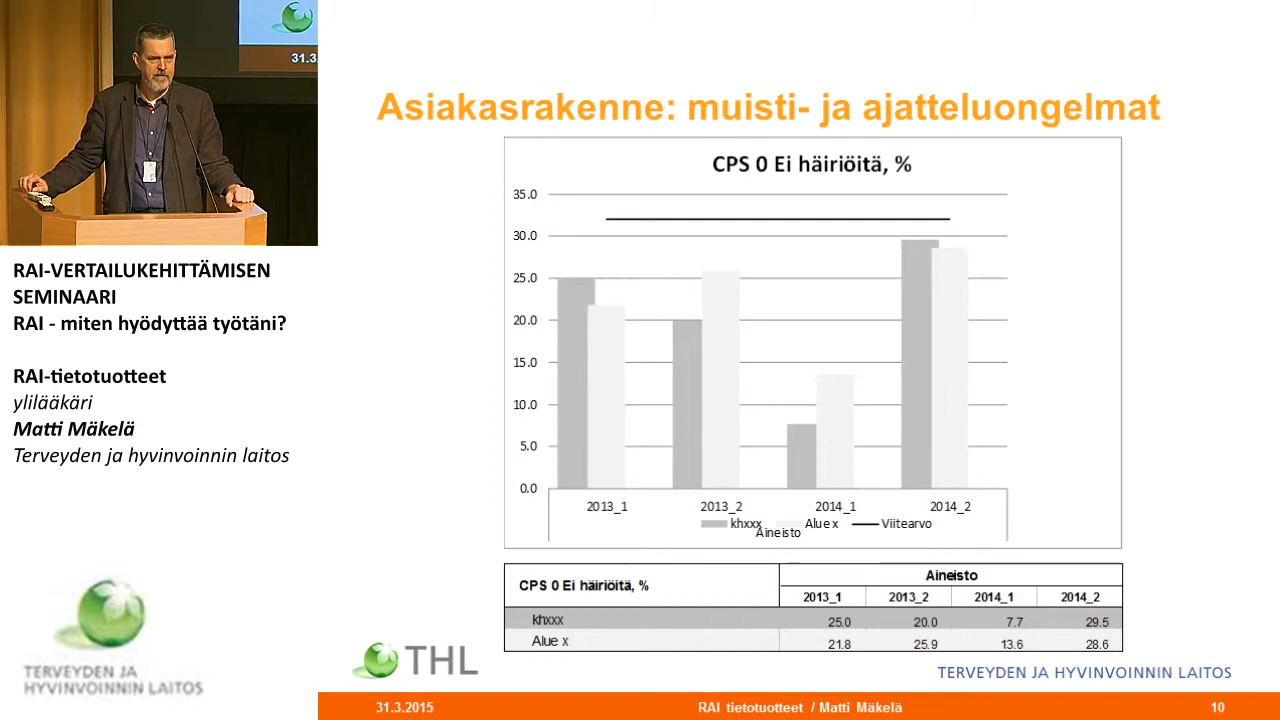 31.3
RAI-VERTAILUKEHITTÄMISEN
SEMINAARI
RAI - miten hyödyttää työtäni?
RAI-tietotuotteet
ylilääkäri
Matti Mäkelä
Terveyden ja hyvinvoinnin laitos
TERVEYDEN JA
HYVINVOINNIN LAITOS
Asiakasrakenne: muisti- ja ajatteluongelmat
CPS 0 Ei häiriöitä, %
35.0
30.0
25.0
20.0
15.0
10.0
5.0
0.0
2013_1 2013_2 2014_1 2014_2
khxxx Alue x Viitearvo
Aineisto
CPS 0 Ei häiriöitä, % Aineisto
2013_1 2013_2 2014_1 2014_2
khxxx 25.0 20.0 7.7 29.5
Alue x 21.8 25.9 13.6 28.6
THL
TERVEYDEN JA HYVINVOINNIN LAITOS
31.3.2015 RAI tietotuotteet / Matti Mäkelä 10